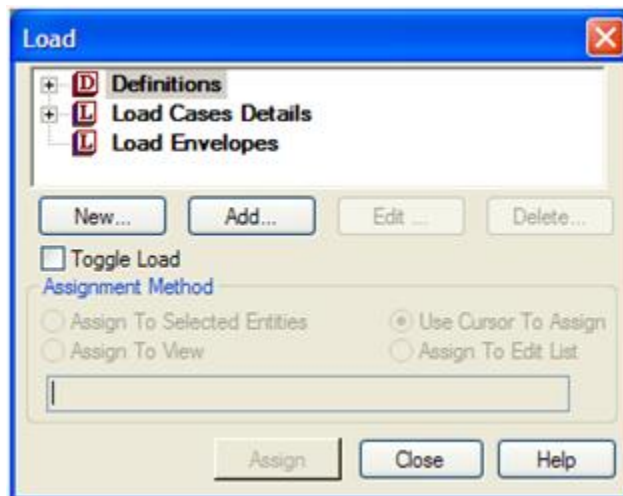 Load
D Definitions
L Load Cases Details
L Load Envelopes
New... Add... Edit ... Delete...
Toggle Load
Assignment Method
Assign To Selected Entities Use Cursor To Assign
Assign To View Assign To Edit List
Assign Close Help